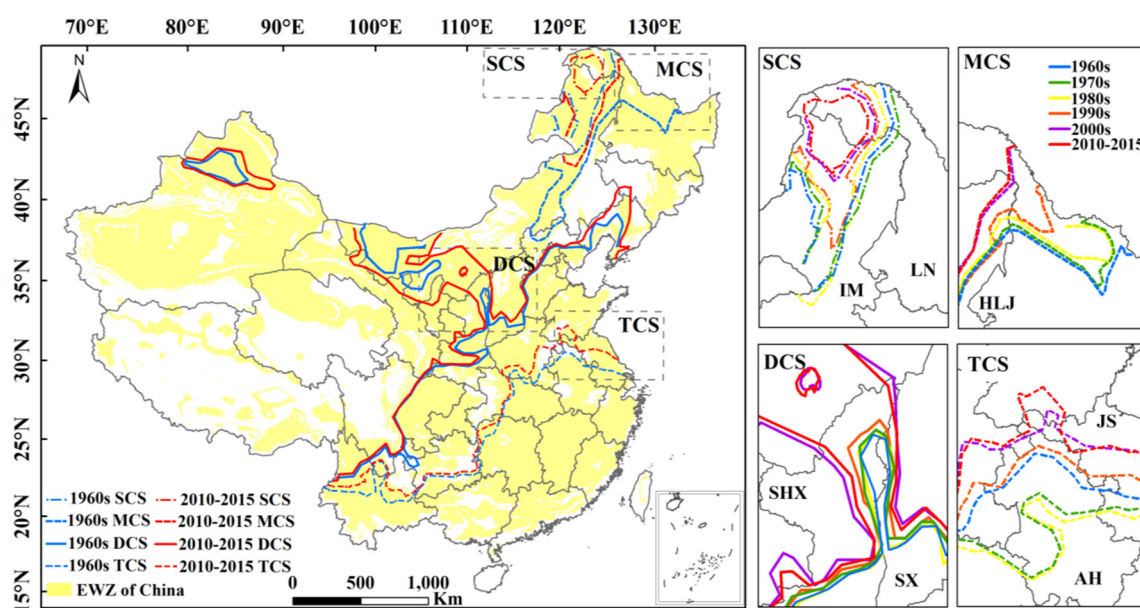 70°E 80°E 90°E 100°E 110°E 120°E 130°E
N
45°N
40°N
35°N
30°N
25°N
20°N
15°N
SCS
MCS
DCS
TCS
1960s SCS
2010-2015 SCS
1960s MCS
2010-2015 MCS
1960s DCS
2010-2015 DCS
1960s TCS
2010-2015 TCS
EWZ of China
0 500 1,000
Km
SCS
IM
LN
MCS
1960s
1970s
1980s
1990s
2000s
2010-2015
HLJ
DCS
SHX
SX
TCS
JS
AH